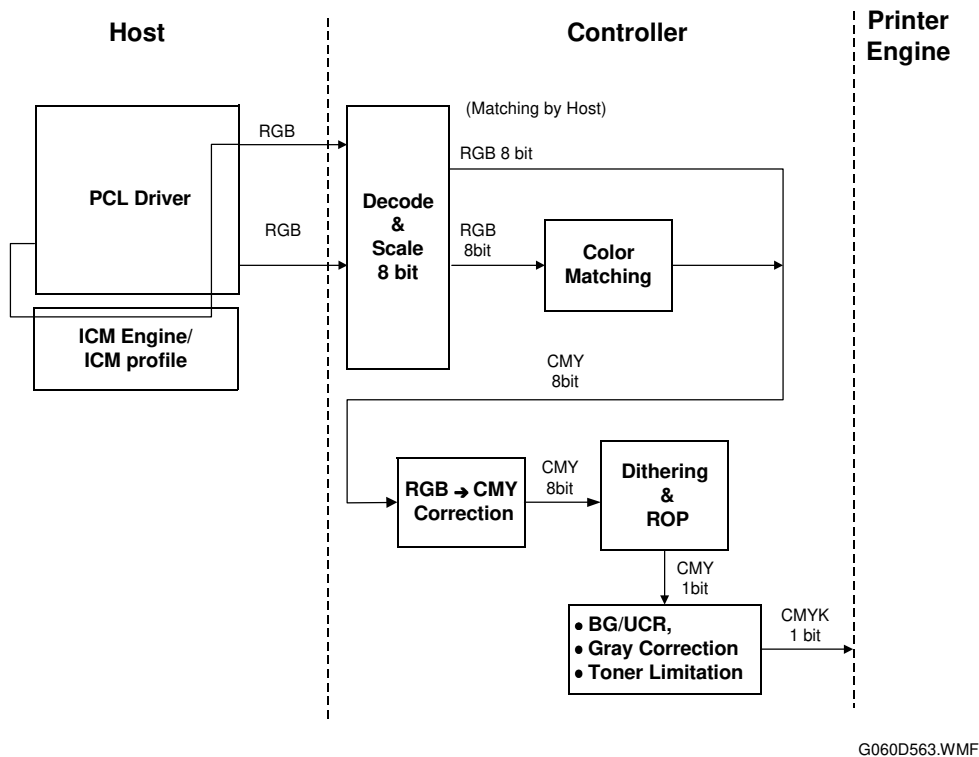 Host
Controller
Printer
Engine
(Matching by Host)
RGB
RGB 8 bit
PCL Driver
Decode
&
Scale
8 bit
RGB
RGB
8bit
Color
Matching
ICM Engine/
ICM profile
CMY
8bit
RGB → CMY
Correction
CMY
8bit
Dithering
&
ROP
CMY
1bit
• BG/UCR,
• Gray Correction
• Toner Limitation
CMYK
1 bit
G060D563.WMF